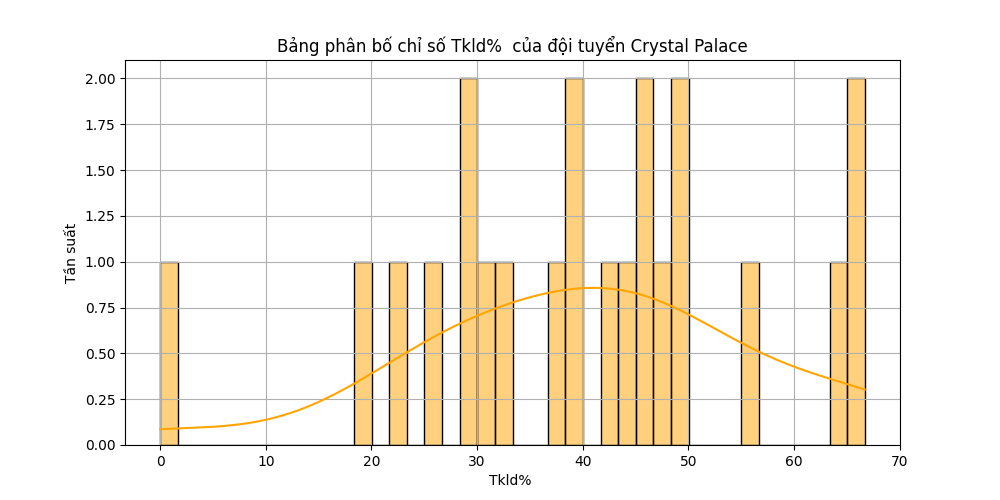 Bảng phân bố chỉ số Tkld%  của đội tuyển Crystal Palace
2.00
1.75
1.50
1.25
1.00
0.75
0.50
0.25
0.00
Tần suất
0 10 20 30 40 50 60 70
Tkld%